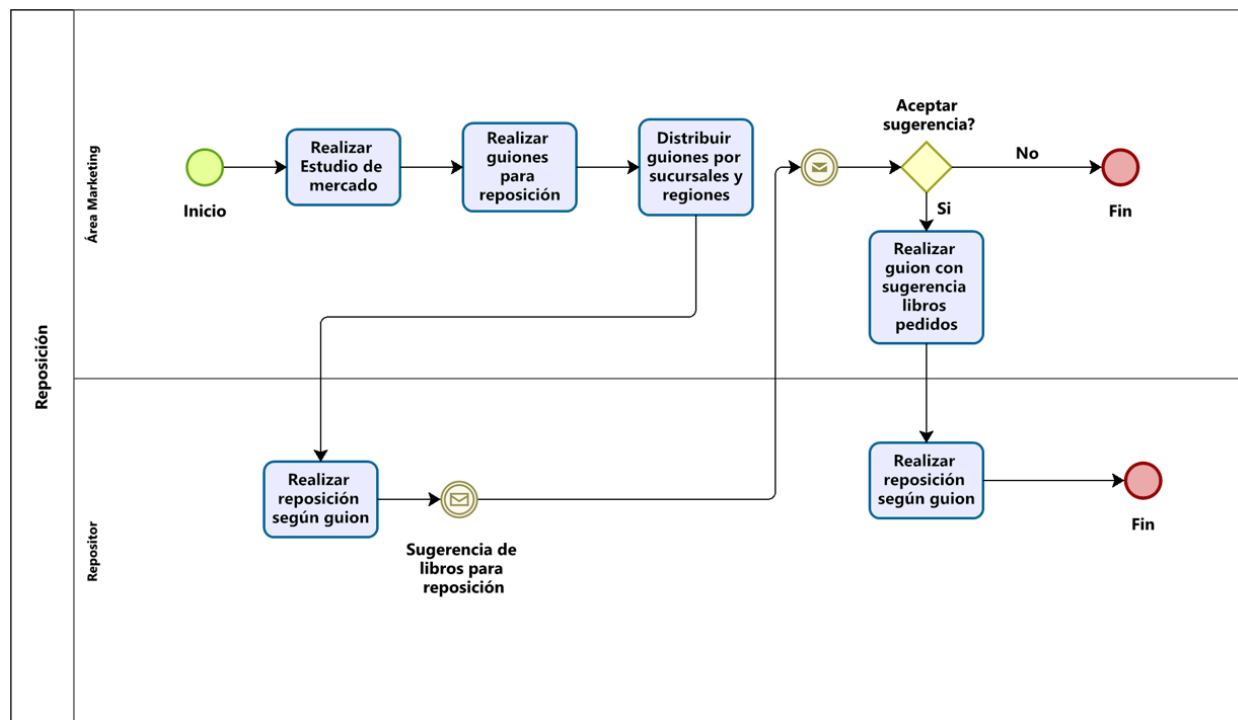 Reposición
Área Marketing
Inicio
Realizar
Estudio de
mercado
Realizar
guiones
para
reposición
Distribuir
guiones por
sucursales y
regiones
Aceptar
sugerencia?
No
Fin
Si
Realizar
guion con
sugerencia
libros
pedidos
Repositor
Realizar
reposición
según guion
Sugerencia de
libros para
reposición
Realizar
reposición
según guion
Fin